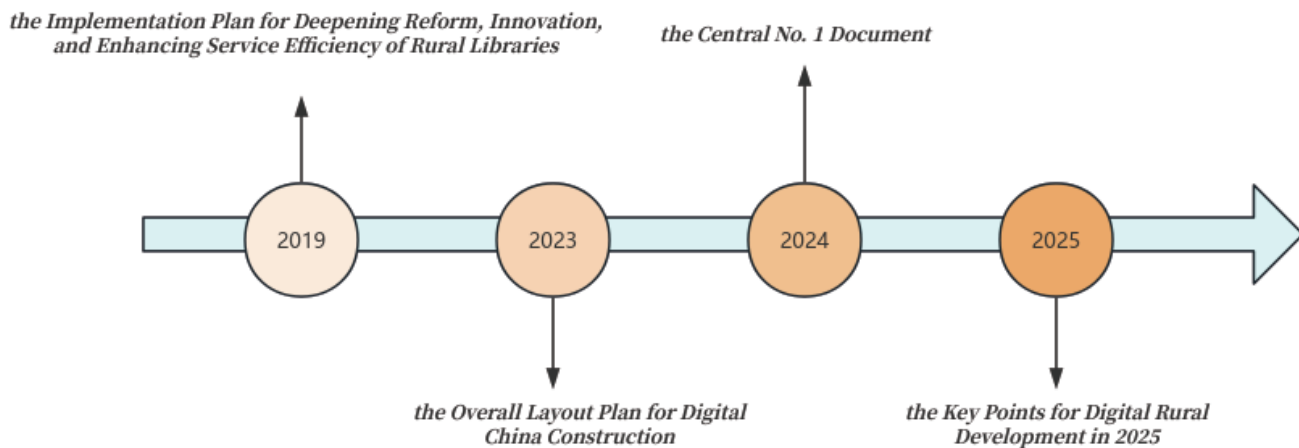 the Implementation Plan for Deepening Reform, Innovation,
and Enhancing Service Efficiency of Rural Libraries
the Central No. 1 Document
2019
2023
2024
2025
the Overall Layout Plan for Digital
China Construction
the Key Points for Digital Rural
Development in 2025